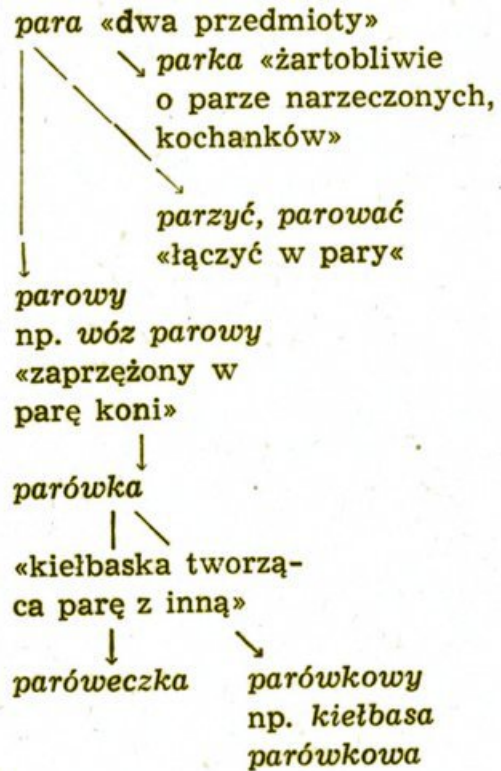 para «dwa przedmioty»
parka «żartobliwie
o parze narzeczonych,
kochanków»
parzyć, parować
«łączyć w pary«
parowy
np. wóz parowy
«zaprzężony w
parę koni»
parówka
«kiełbaska tworzą-
ca parę z inną»
paróweczka parówkowy
np. kiełbasa
parówkowa